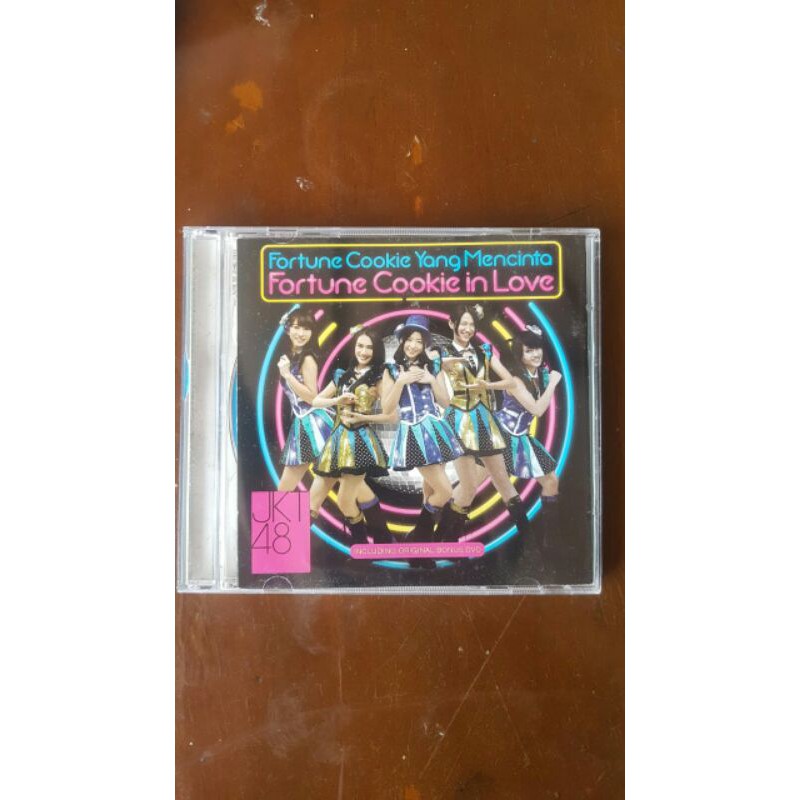 Fortune Cookie Yang Mencinta
Fortune Cookie in Love
JKT
48
INCLUDING ORIGINAL BONUS DVD